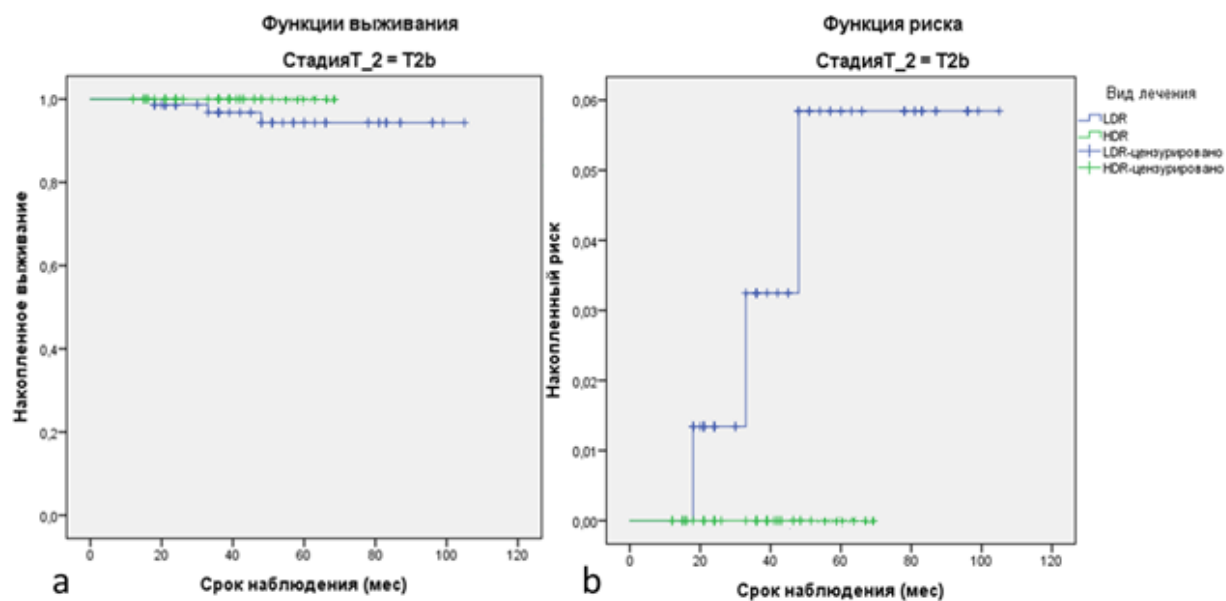 Функции выживания
СтадияT_2 = T2b
Накопленное выживание
1,0
0,8
0,6
0,4
0,2
0,0
0 20 40 60 80 100 120
Срок наблюдения (мес)
a
Функция риска
СтадияT_2 = T2b
Накопленный риск
0,06
0,05
0,04
0,03
0,02
0,01
0,00
0 20 40 60 80 100 120
Срок наблюдения (мес)
b
Вид лечения
LDR
HDR
LDR-цензурировано
HDR-цензурировано